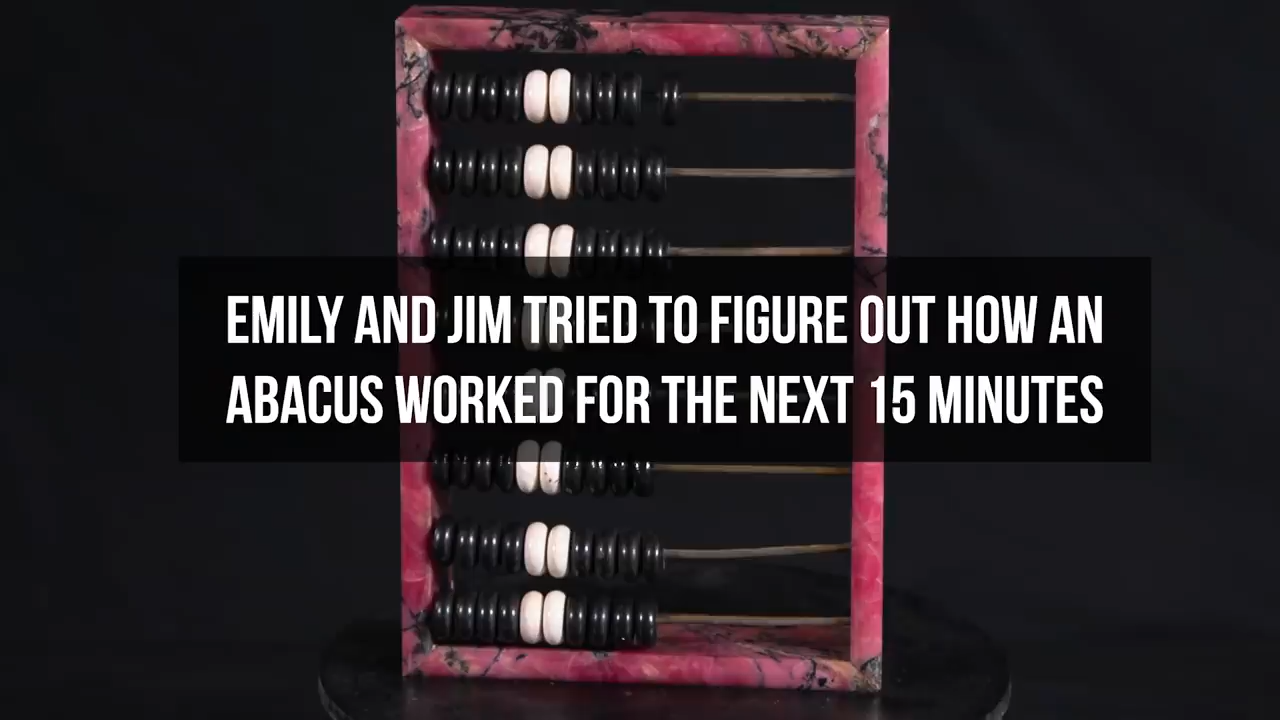 EMILY AND JIM TRIED TO FIGURE OUT HOW AN
ABACUS WORKED FOR THE NEXT 15 MINUTES